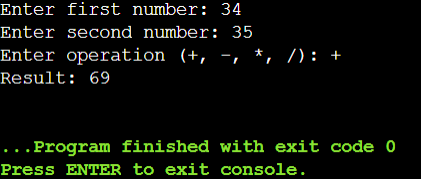 Enter first number: 34
Enter second number: 35
Enter operation (+, -, *, /): +
Result: 69
...Program finished with exit code 0
Press ENTER to exit console.